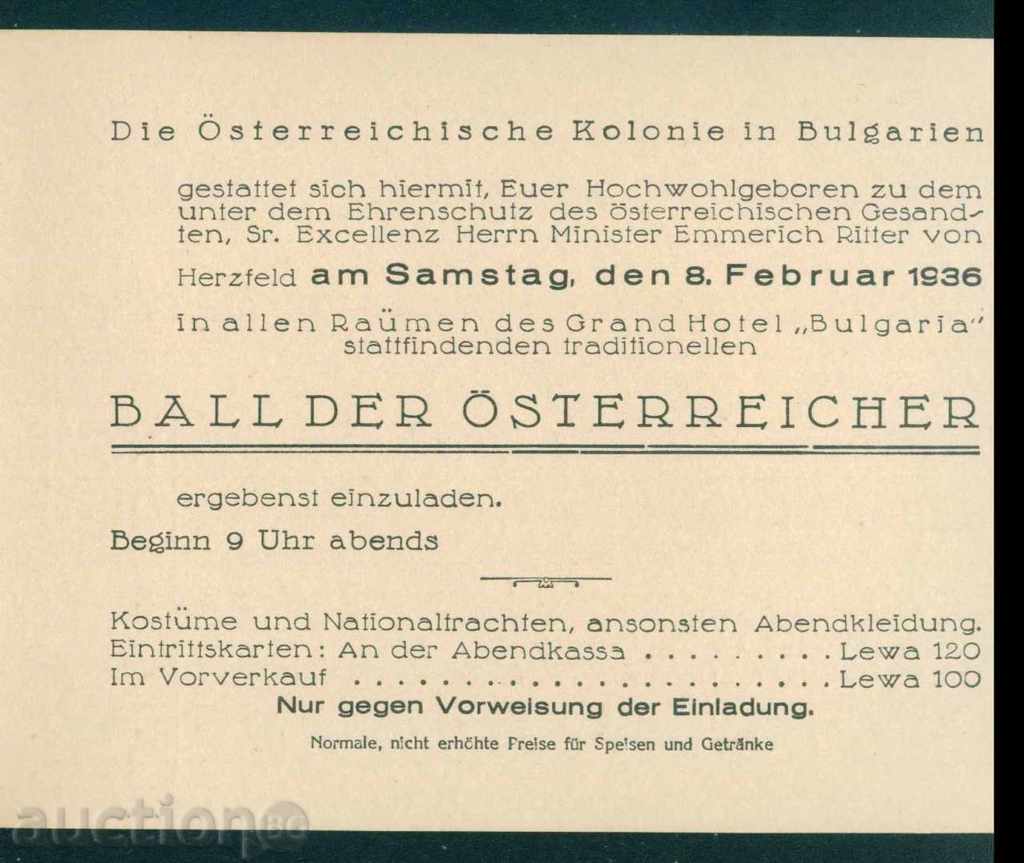 Die Österreichische Kolonie in Bulgarien
gestattet sich hiermit, Euer Hochwohlgeboren zu dem
unter dem Ehrenschutz des österreichischen Gesand-
ten, Sr. Excellenz Herrn Minister Emmerich Ritter von
Herzfeld am Samstag, den 8. Februar 1936
in allen Raümen des Grand Hotel „Bulgaria"
stattfindenden traditionellen
BALL DER ÖSTERREICHER
ergebenst einzuladen.
Beginn 9 Uhr abends
Kostüme und Nationaltrachten, ansonsten Abendkleidung.
Eintrittskarten: An der Abendkassa . . . . . . . . . Lewa 120
Im Vorverkauf . . . . . . . . . . . . . . . . . . . . . . Lewa 100
Nur gegen Vorweisung der Einladung.
Normale, nicht erhöhte Preise für Speisen und Getränke
auction.bg